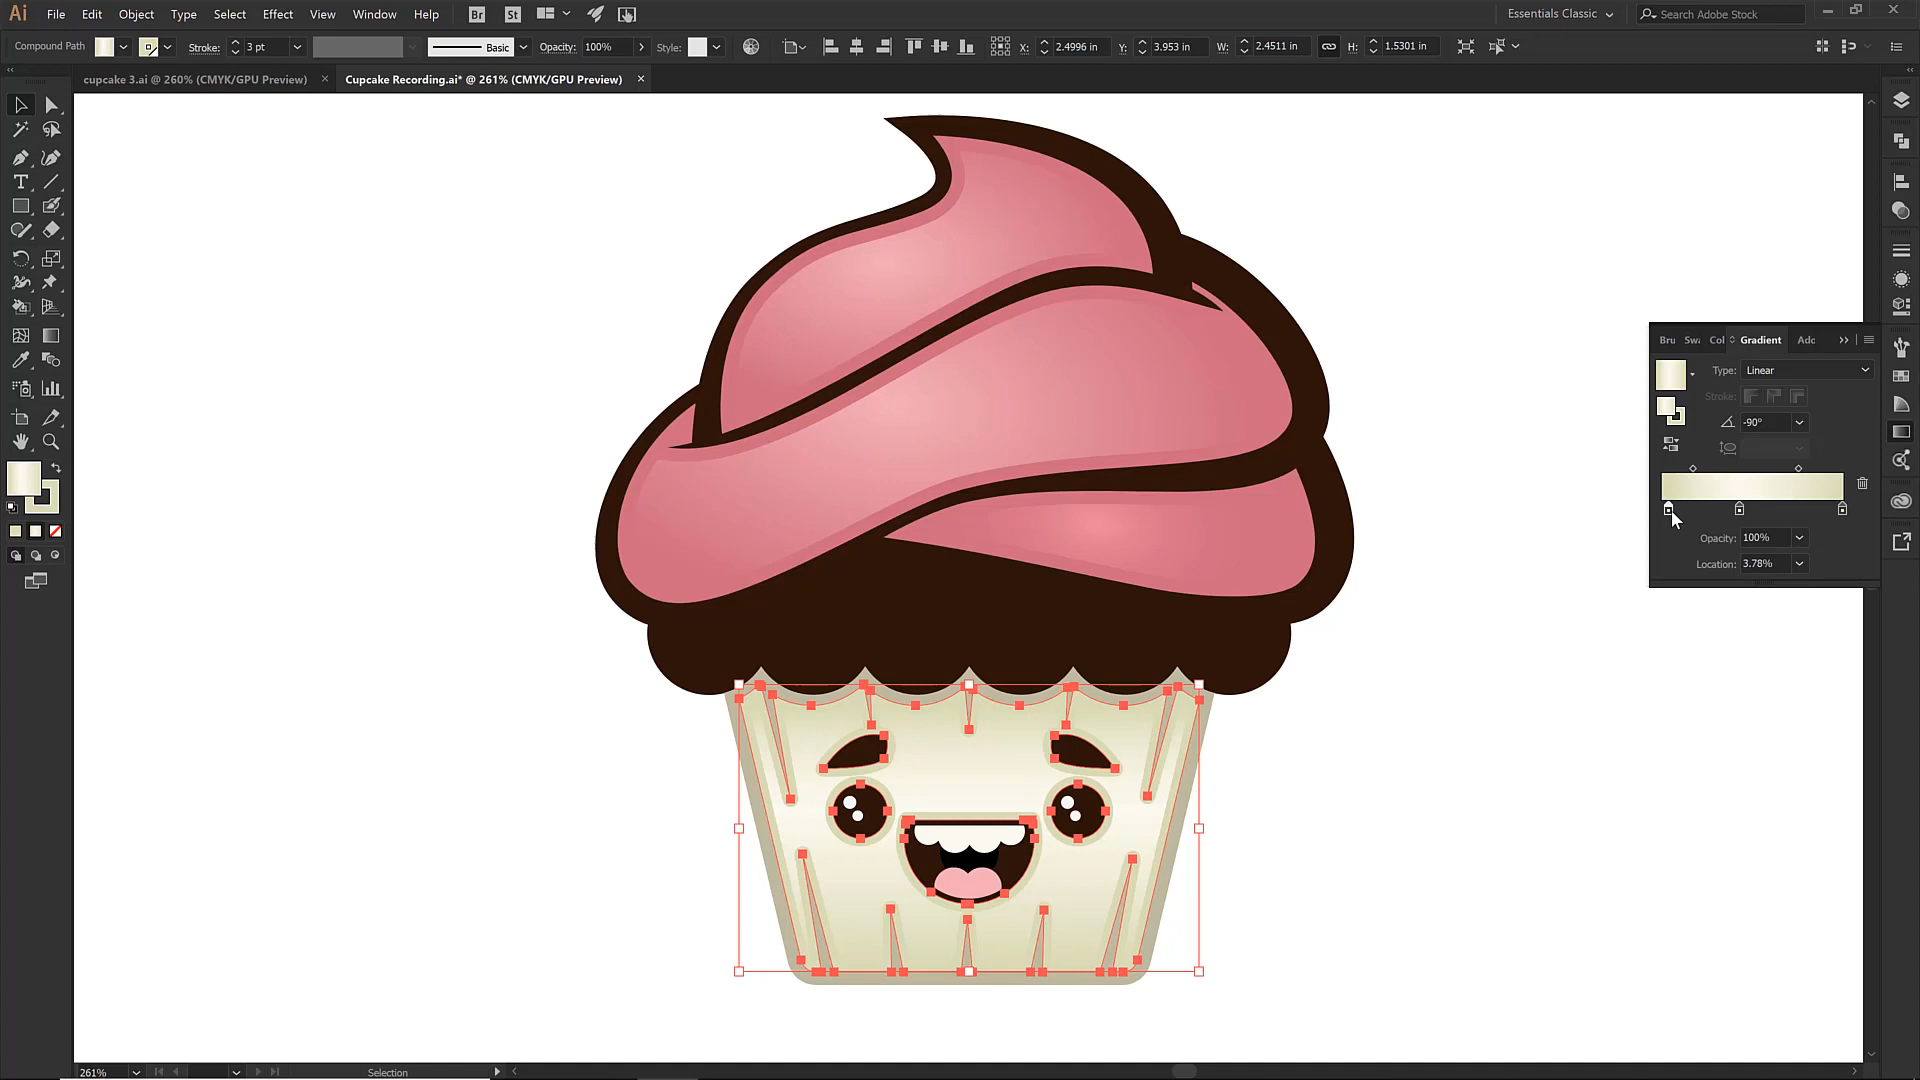 Ai File Edit Object Type Select Effect View Window Help Br St Essentials Classic Search Adobe Stock
Compound Path Stroke: 3 pt Basic Opacity: 100% Style: X: 2.4996 in Y: 3.953 in W: 2.4511 in H: 1.5301 in
cupcake 3.ai @ 260% (CMYK/GPU Preview) Cupcake Recording.ai* @ 261% (CMYK/GPU Preview)
Bru Swa Col Gradient Adc
Type: Linear
Stroke:
-90°
Opacity: 100%
Location: 3.78%
261% Selection